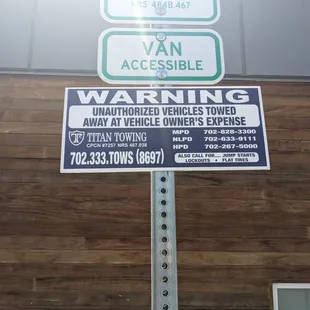 NRS 484B.467
VAN
ACCESSIBLE
WARNING
UNAUTHORIZED VEHICLES TOWED
AWAY AT VEHICLE OWNER'S EXPENSE
TITAN TOWING
CPCN #7257 NRS 487.038
702.333.TOWS (8697)
MPD 702-828-3300
NLPD 702-633-9111
HPD 702-267-5000
ALSO CALL FOR.... JUMP STARTS
LOCKOUTS • FLAT TIRES